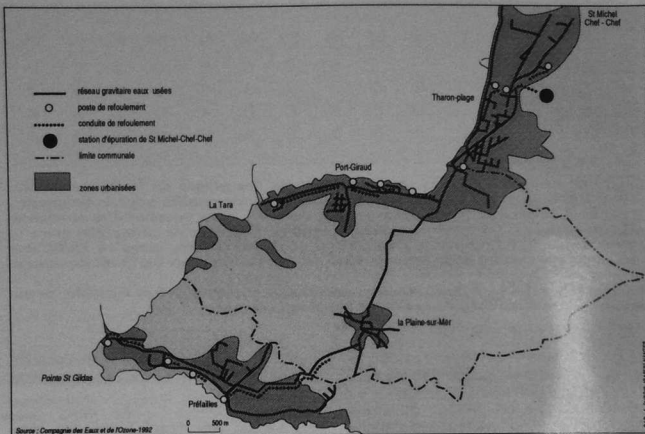 St Michel
Chef - Chef
réseau gravitaire eaux usées
poste de refoulement
conduite de refoulement
station d'épuration de St Michel-Chef-Chef
limite communale
zones urbanisées
Tharon-plage
Port-Giraud
La Tara
la Plaine-sur-Mer
Pointe St Gildas
Préfailles
0 500 m
Source : Compagnie des Eaux et de l'Ozone-1992